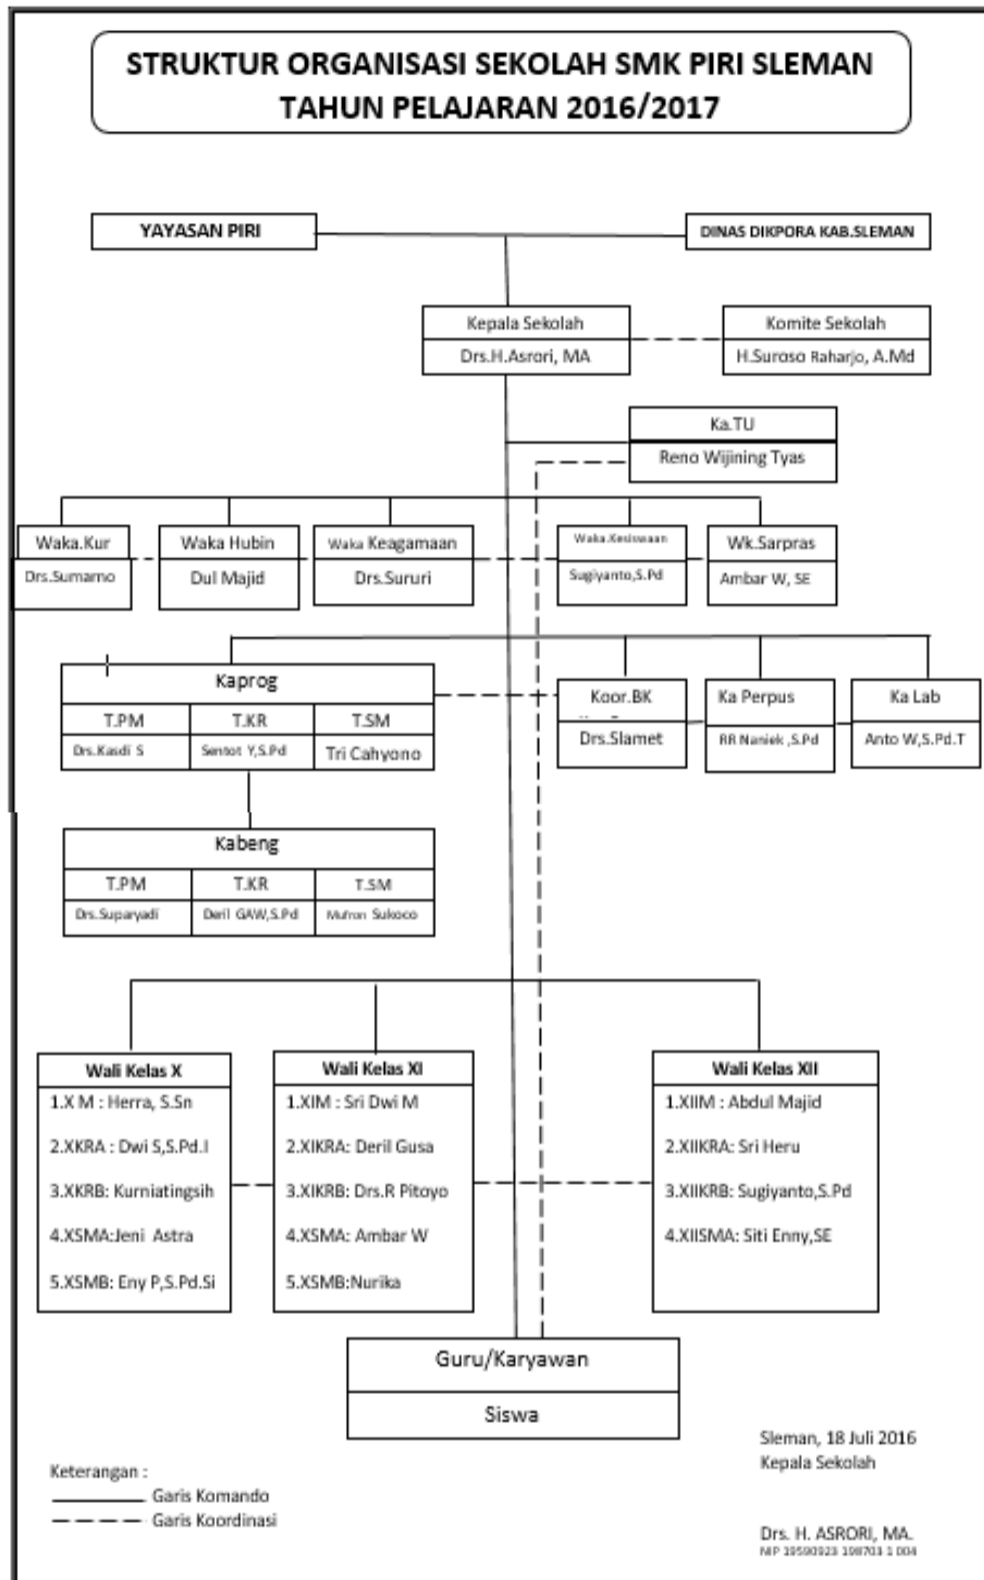 STRUKTUR ORGANISASI SEKOLAH SMK PIRI SLEMAN
TAHUN PELAJARAN 2016/2017
YAYASAN PIRI
DINAS DIKPORA KAB.SLEMAN
Kepala Sekolah
Drs.H.Asrori, MA
Komite Sekolah
H.Suroso Raharjo, A.Md
Ka.TU
Reno Wijining Tyas
Waka.Kur
Drs.Sumarno
Waka Hubin
Dul Majid
Waka Keagamaan
Drs.Sururi
Waka.Kesiswaan
Sugiyanto,S.Pd
Wk.Sarpras
Ambar W, SE
Kaprog
T.PM
T.KR
T.SM
Drs.Kasdi S
Sentot Y,S.Pd
Tri Cahyono
Koor.BK
Drs.Slamet
Ka Perpus
RR Naniek ,S.Pd
Ka Lab
Anto W,S.Pd.T
Kabeng
T.PM
T.KR
T.SM
Drs.Suparyadi
Deril GAW,S.Pd
Mufron Sukoco
Wali Kelas X
1.X M : Herra, S.Sn
2.XKRA : Dwi S,S.Pd.I
3.XKRB: Kurniatingsih
4.XSMA:Jeni Astra
5.XSMB: Eny P,S.Pd.Si
Wali Kelas XI
1.XIM : Sri Dwi M
2.XIKRA: Deril Gusa
3.XIKRB: Drs.R Pitoyo
4.XSMA: Ambar W
5.XSMB:Nurika
Wali Kelas XII
1.XIIM : Abdul Majid
2.XIIKRA: Sri Heru
3.XIIKRB: Sugiyanto,S.Pd
4.XIISMA: Siti Enny,SE
Guru/Karyawan
Siswa
Sleman, 18 Juli 2016
Kepala Sekolah
Keterangan :
Garis Komando
Garis Koordinasi
Drs. H. ASRORI, MA.
NIP 19590923 198703 1 004